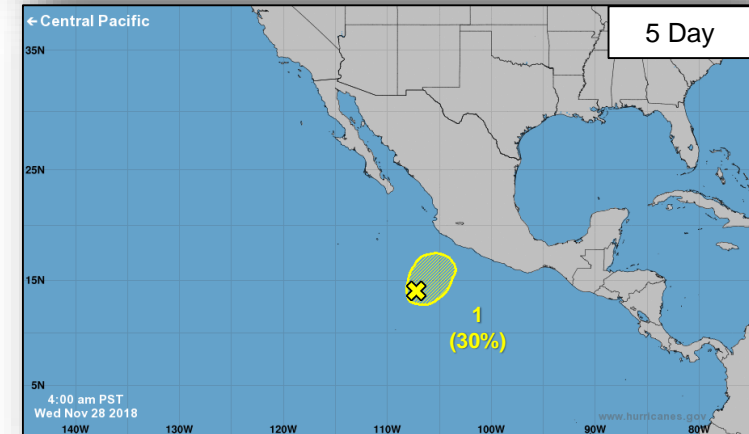 ← Central Pacific
5 Day
35N
25N
15N
1
(30%)
5N
4:00 am PST
Wed Nov 28 2018
www.hurricanes.gov
140W 130W 120W 110W 100W 90W 80W